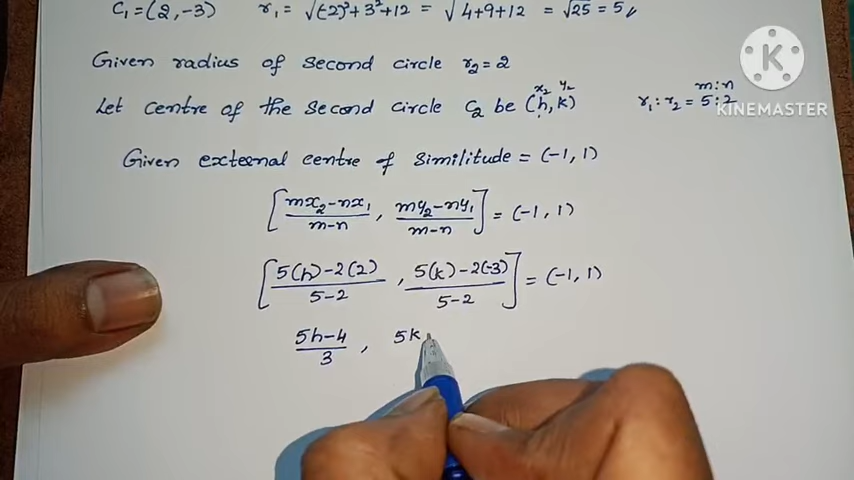 C₁=(2,-3) r₁ = √(-2)²+3²+12 = √4+9+12 = √25 = 5,,
Given radius of second circle r₂=2
Let centre of the second circle C₂ be (h,k) x₂ y₂ r₁:r₂ = 5:2 m:n
Given external centre of similitude = (-1,1)
[mx₂-nx₁/m-n, my₂-ny₁/m-n] = (-1,1)
[5(h)-2(2)/5-2, 5(k)-2(-3)/5-2] = (-1,1)
5h-4/3, 5k
KINEMASTER